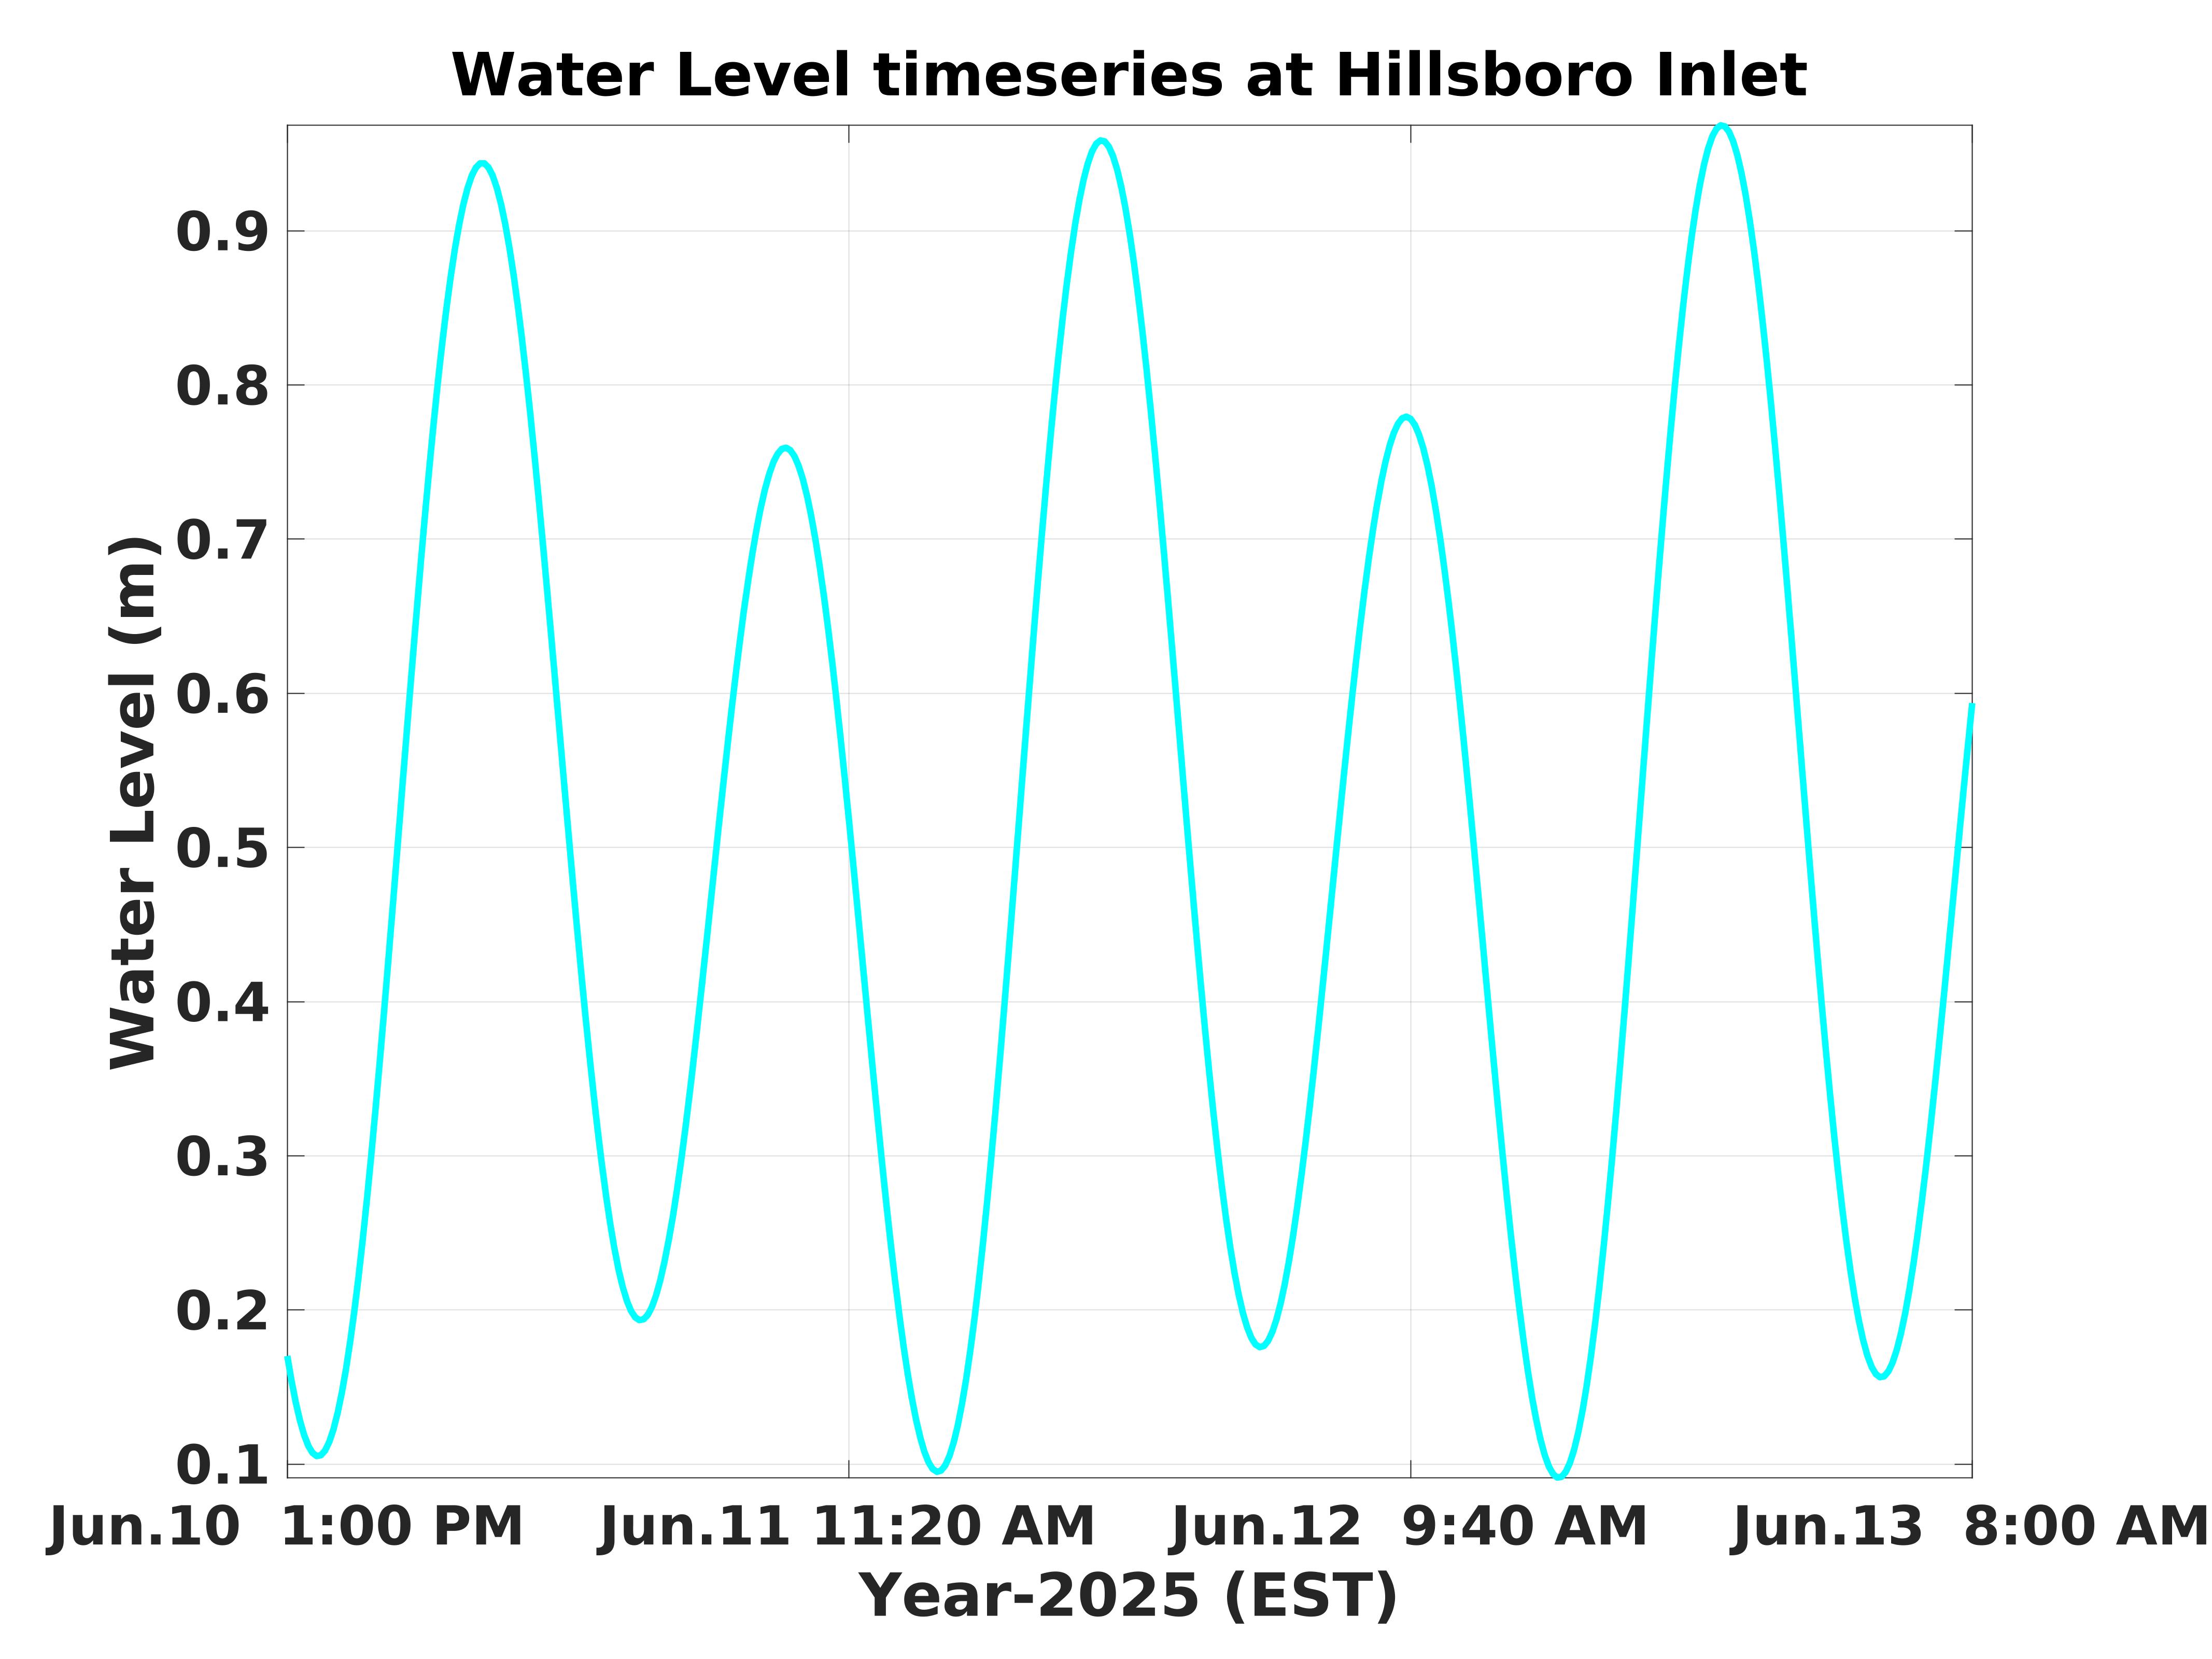 Water Level timeseries at Hillsboro Inlet
Water Level (m)
0.9
0.8
0.7
0.6
0.5
0.4
0.3
0.2
0.1
Jun.10 1:00 PM
Jun.11 11:20 AM
Jun.12 9:40 AM
Jun.13 8:00 AM
Year-2025 (EST)